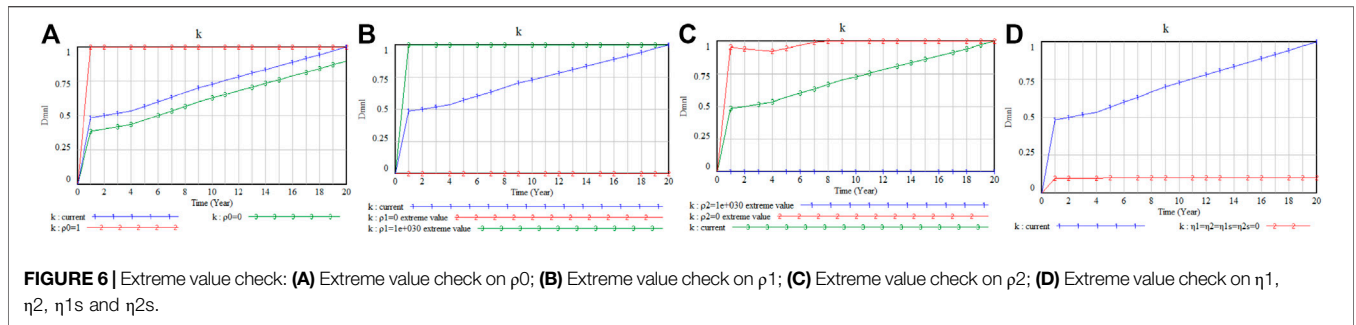 A
k
1
0.75
0.5
0.25
0
Dmnl
0 2 4 6 8 10 12 14 16 18 20
Time (Year)
k : current
k : ρ0=0
k : ρ0=1
B
k
1
0.75
0.5
0.25
0
Dmnl
0 2 4 6 8 10 12 14 16 18 20
Time (Year)
k : current
k : ρ1=0 extreme value
k : ρ1=1e+030 extreme value
C
k
1
0.75
0.5
0.25
0
Dmnl
0 2 4 6 8 10 12 14 16 18 20
Time (Year)
k : ρ2=1e+030 extreme value
k : ρ2=0 extreme value
k : current
D
k
1
0.75
0.5
0.25
0
Dmnl
0 2 4 6 8 10 12 14 16 18 20
Time (Year)
k : current
k : η1=η2=η1s=η2s=0
FIGURE 6 | Extreme value check: (A) Extreme value check on ρ0; (B) Extreme value check on ρ1; (C) Extreme value check on ρ2; (D) Extreme value check on η1,
η2, η1s and η2s.